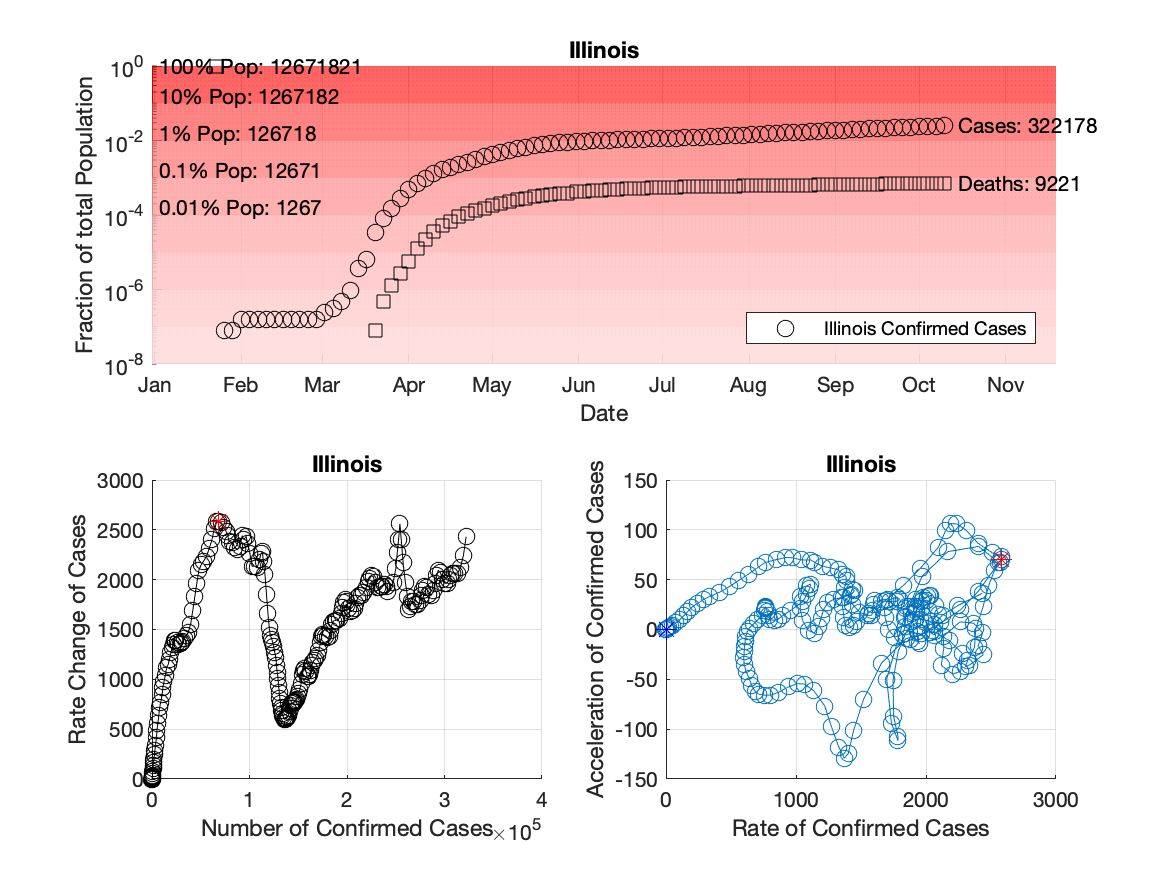 Illinois
10^0
10^-2
10^-4
10^-6
10^-8
Fraction of total Population
100% Pop: 12671821
10% Pop: 1267182
1% Pop: 126718
0.1% Pop: 12671
0.01% Pop: 1267
Cases: 322178
Deaths: 9221
Illinois Confirmed Cases
Jan Feb Mar Apr May Jun Jul Aug Sep Oct Nov
Date
Illinois
3000
2500
2000
1500
1000
500
0
Rate Change of Cases
0 1 2 3 4
Number of Confirmed Cases ×10^5
Illinois
150
100
50
0
-50
-100
-150
Acceleration of Confirmed Cases
0 1000 2000 3000
Rate of Confirmed Cases